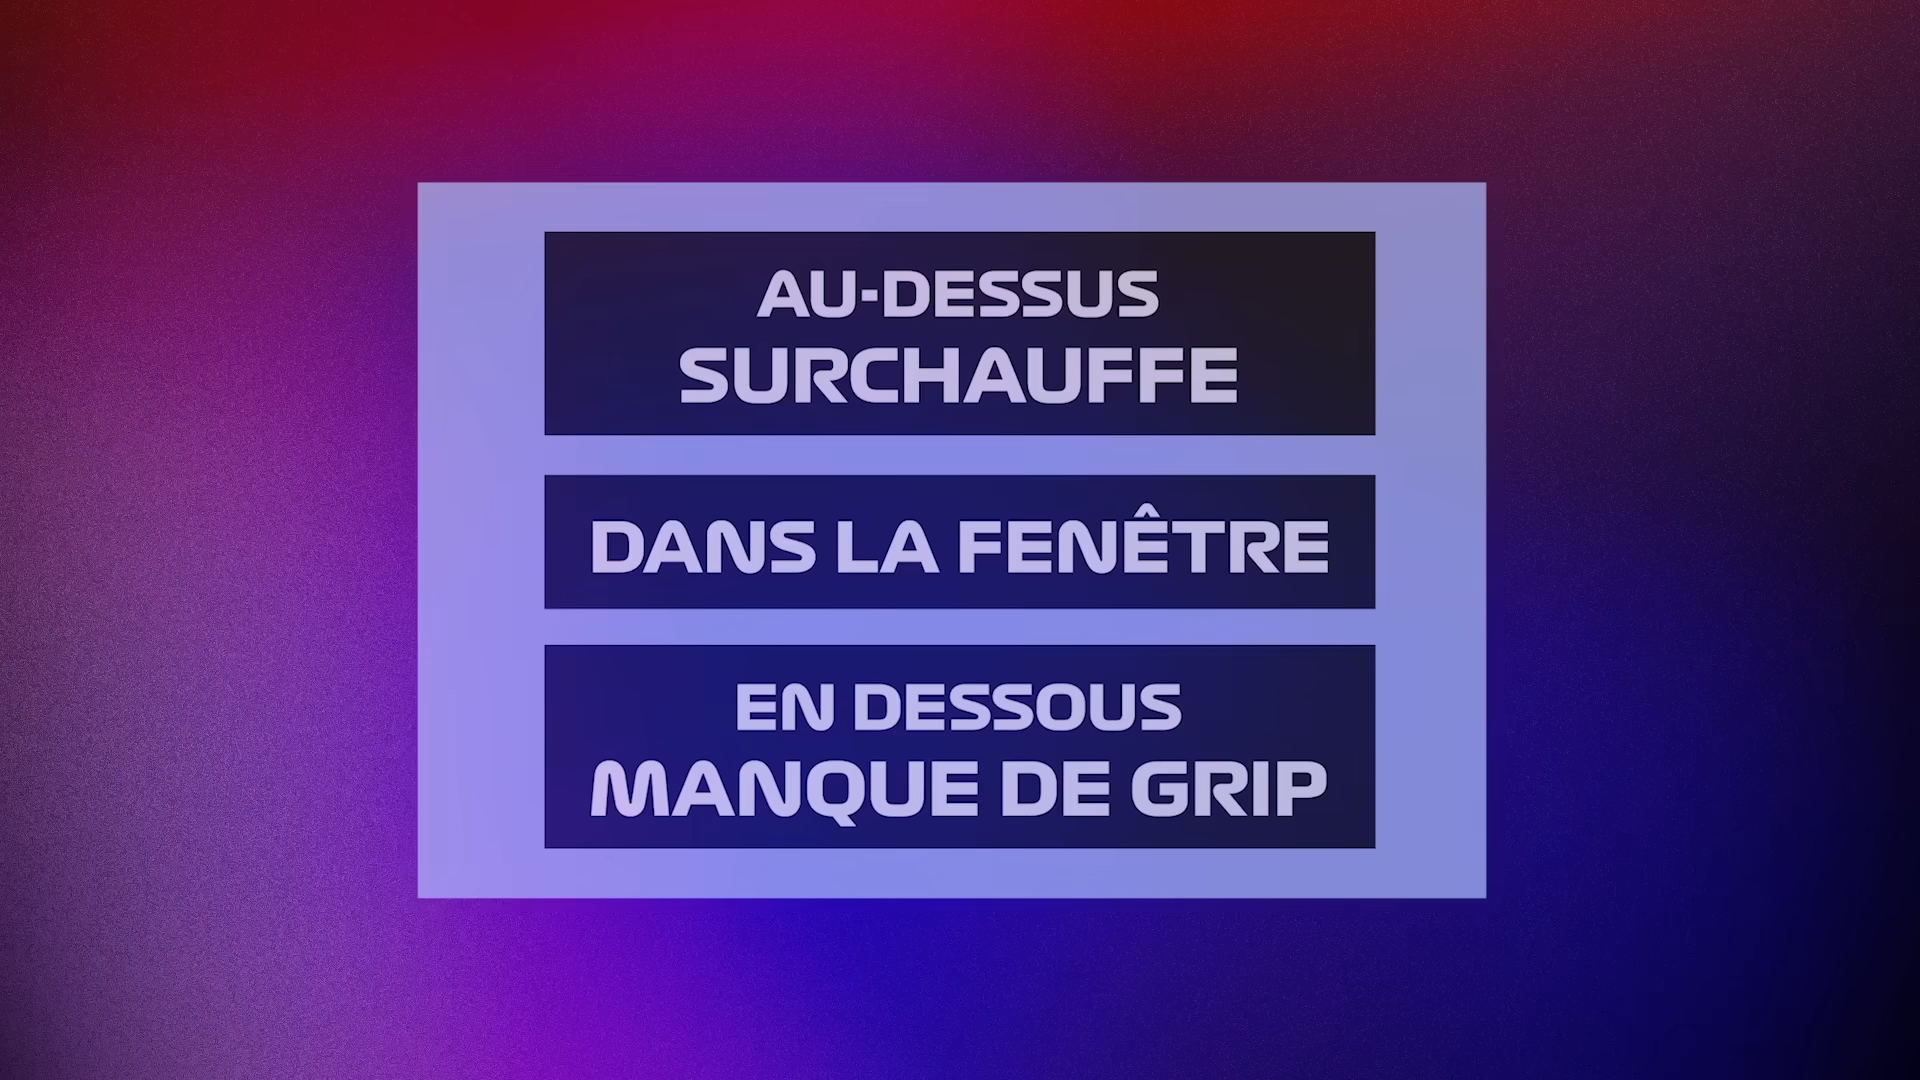 AU-DESSUS
SURCHAUFFE
DANS LA FENÊTRE
EN DESSOUS
MANQUE DE GRIP